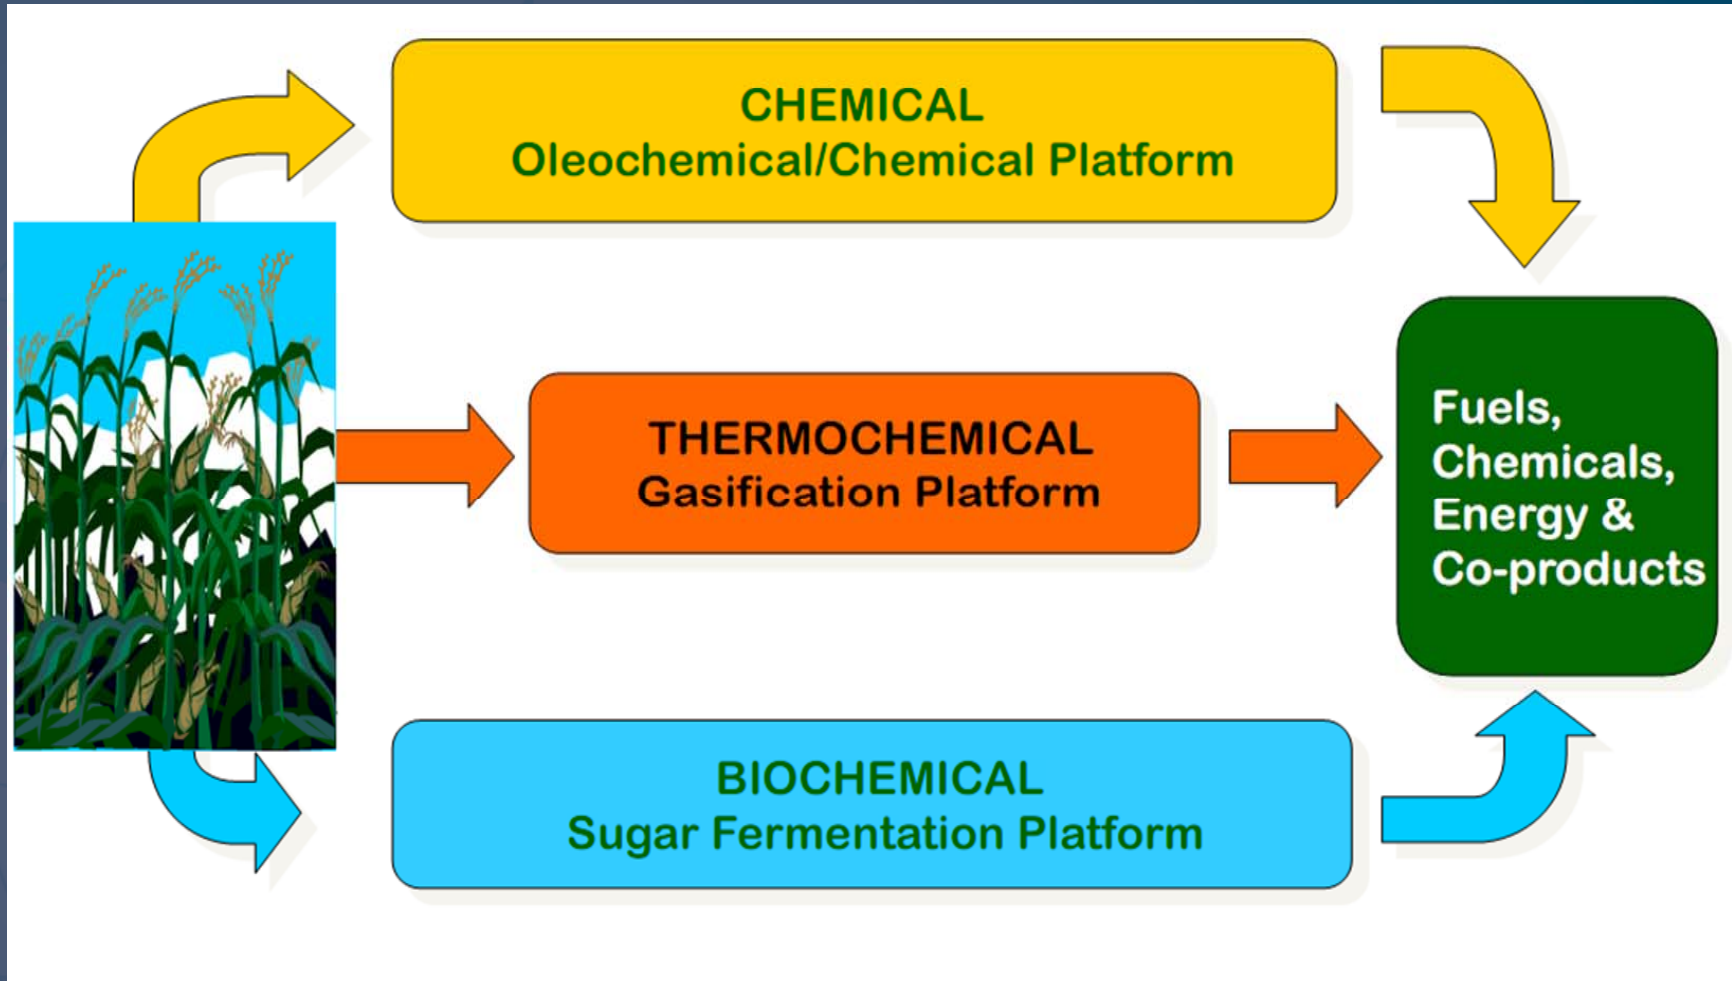 CHEMICAL
Oleochemical/Chemical Platform
THERMOCHEMICAL
Gasification Platform
Fuels,
Chemicals,
Energy &
Co-products
BIOCHEMICAL
Sugar Fermentation Platform